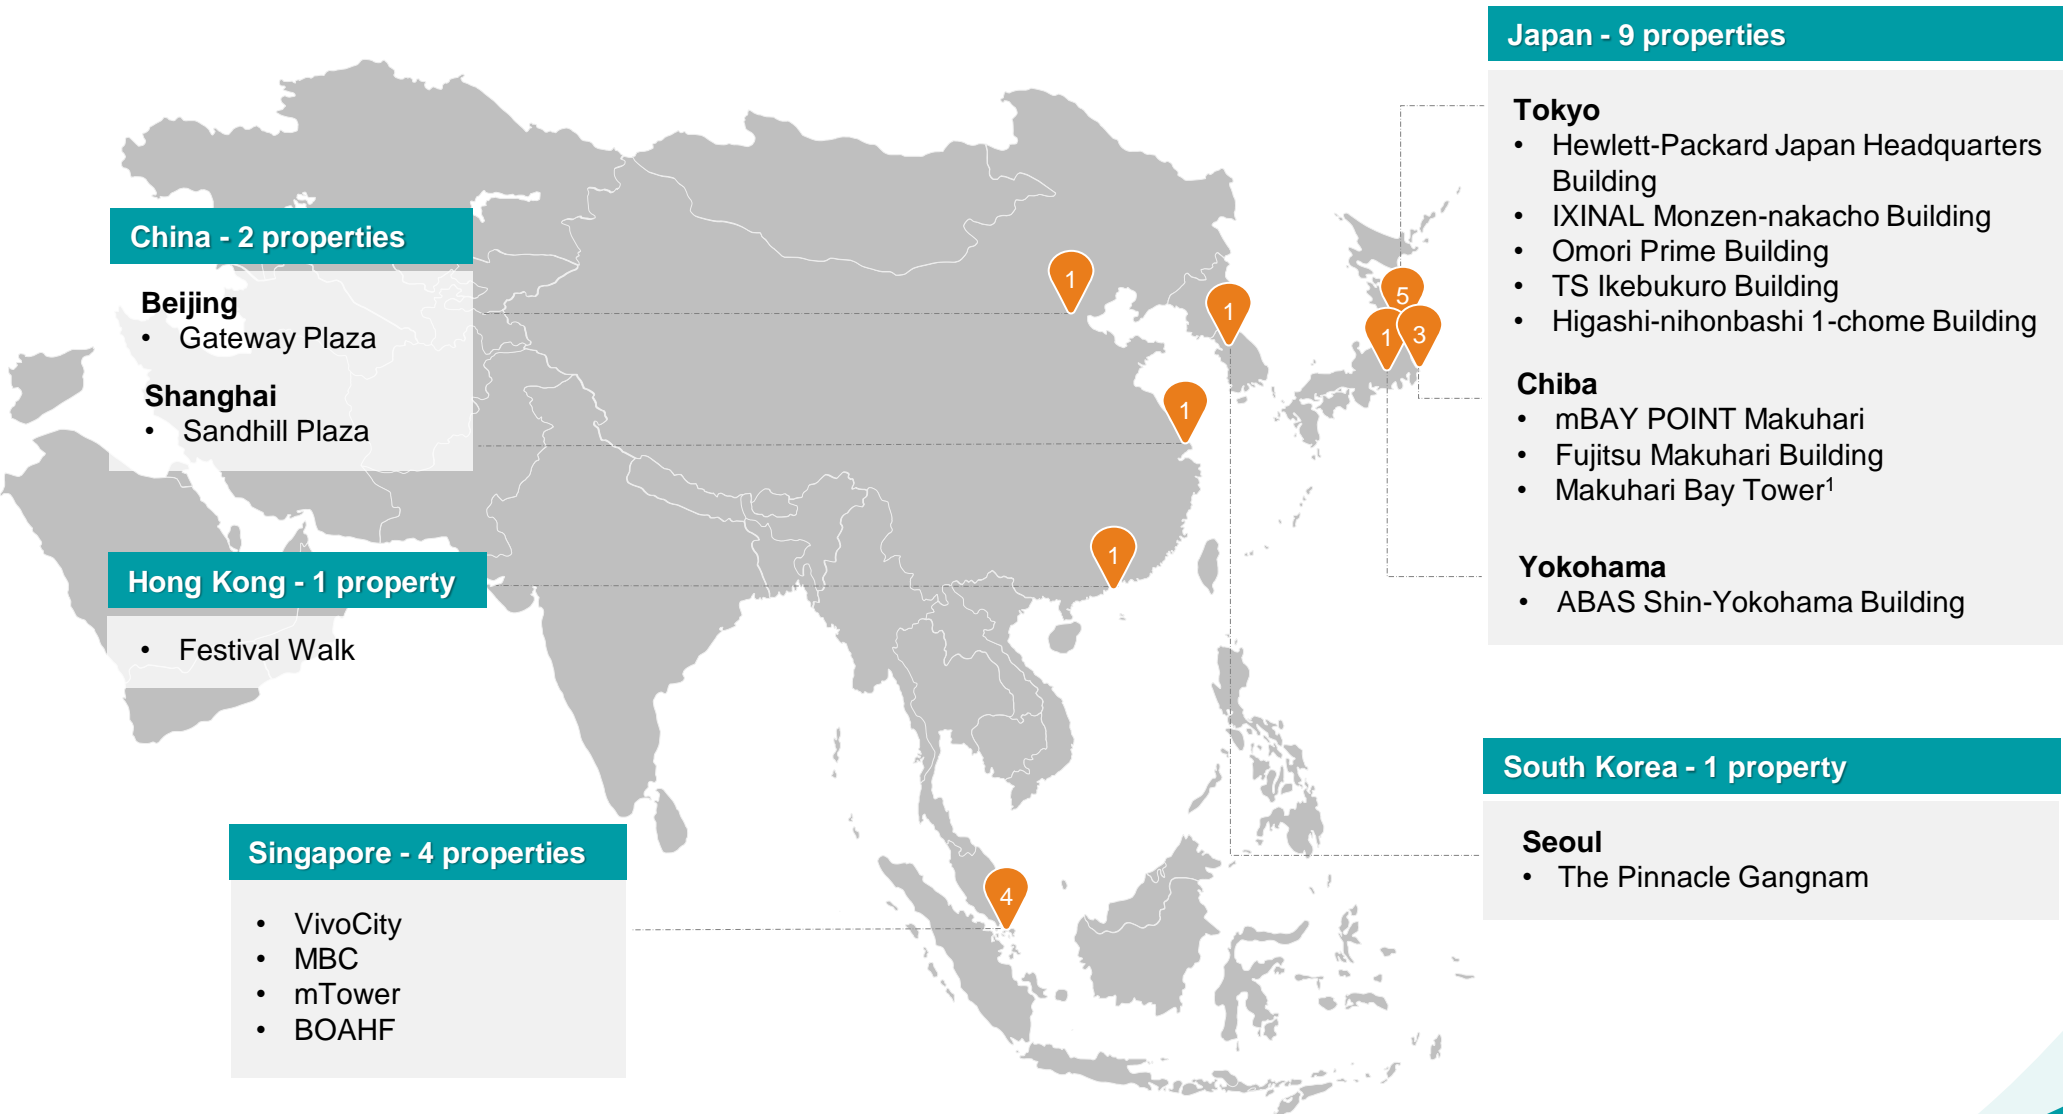 China - 2 properties
Beijing
• Gateway Plaza
Shanghai
• Sandhill Plaza
Hong Kong - 1 property
• Festival Walk
Singapore - 4 properties
• VivoCity
• MBC
• mTower
• BOAHF
1
1
1
1
5
1
3
4
Japan - 9 properties
Tokyo
• Hewlett-Packard Japan Headquarters
Building
• IXINAL Monzen-nakacho Building
• Omori Prime Building
• TS Ikebukuro Building
• Higashi-nihonbashi 1-chome Building
Chiba
• mBAY POINT Makuhari
• Fujitsu Makuhari Building
• Makuhari Bay Tower¹
Yokohama
• ABAS Shin-Yokohama Building
South Korea - 1 property
Seoul
• The Pinnacle Gangnam